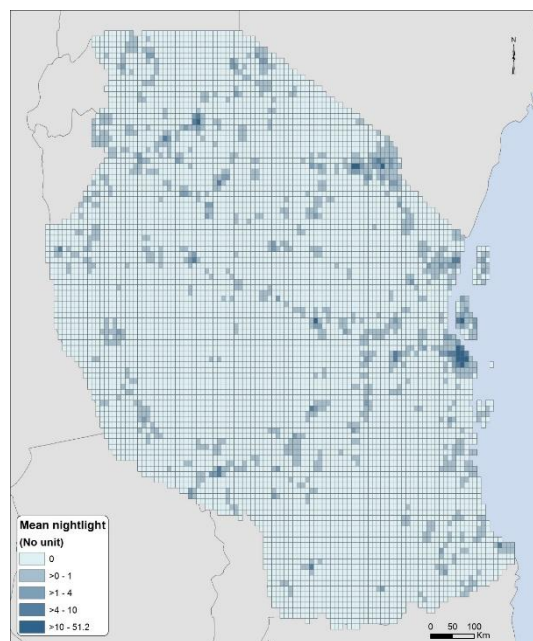 N
Mean nightlight
(No unit)
0
>0 - 1
>1 - 4
>4 - 10
>10 - 51.2
0 50 100
Km